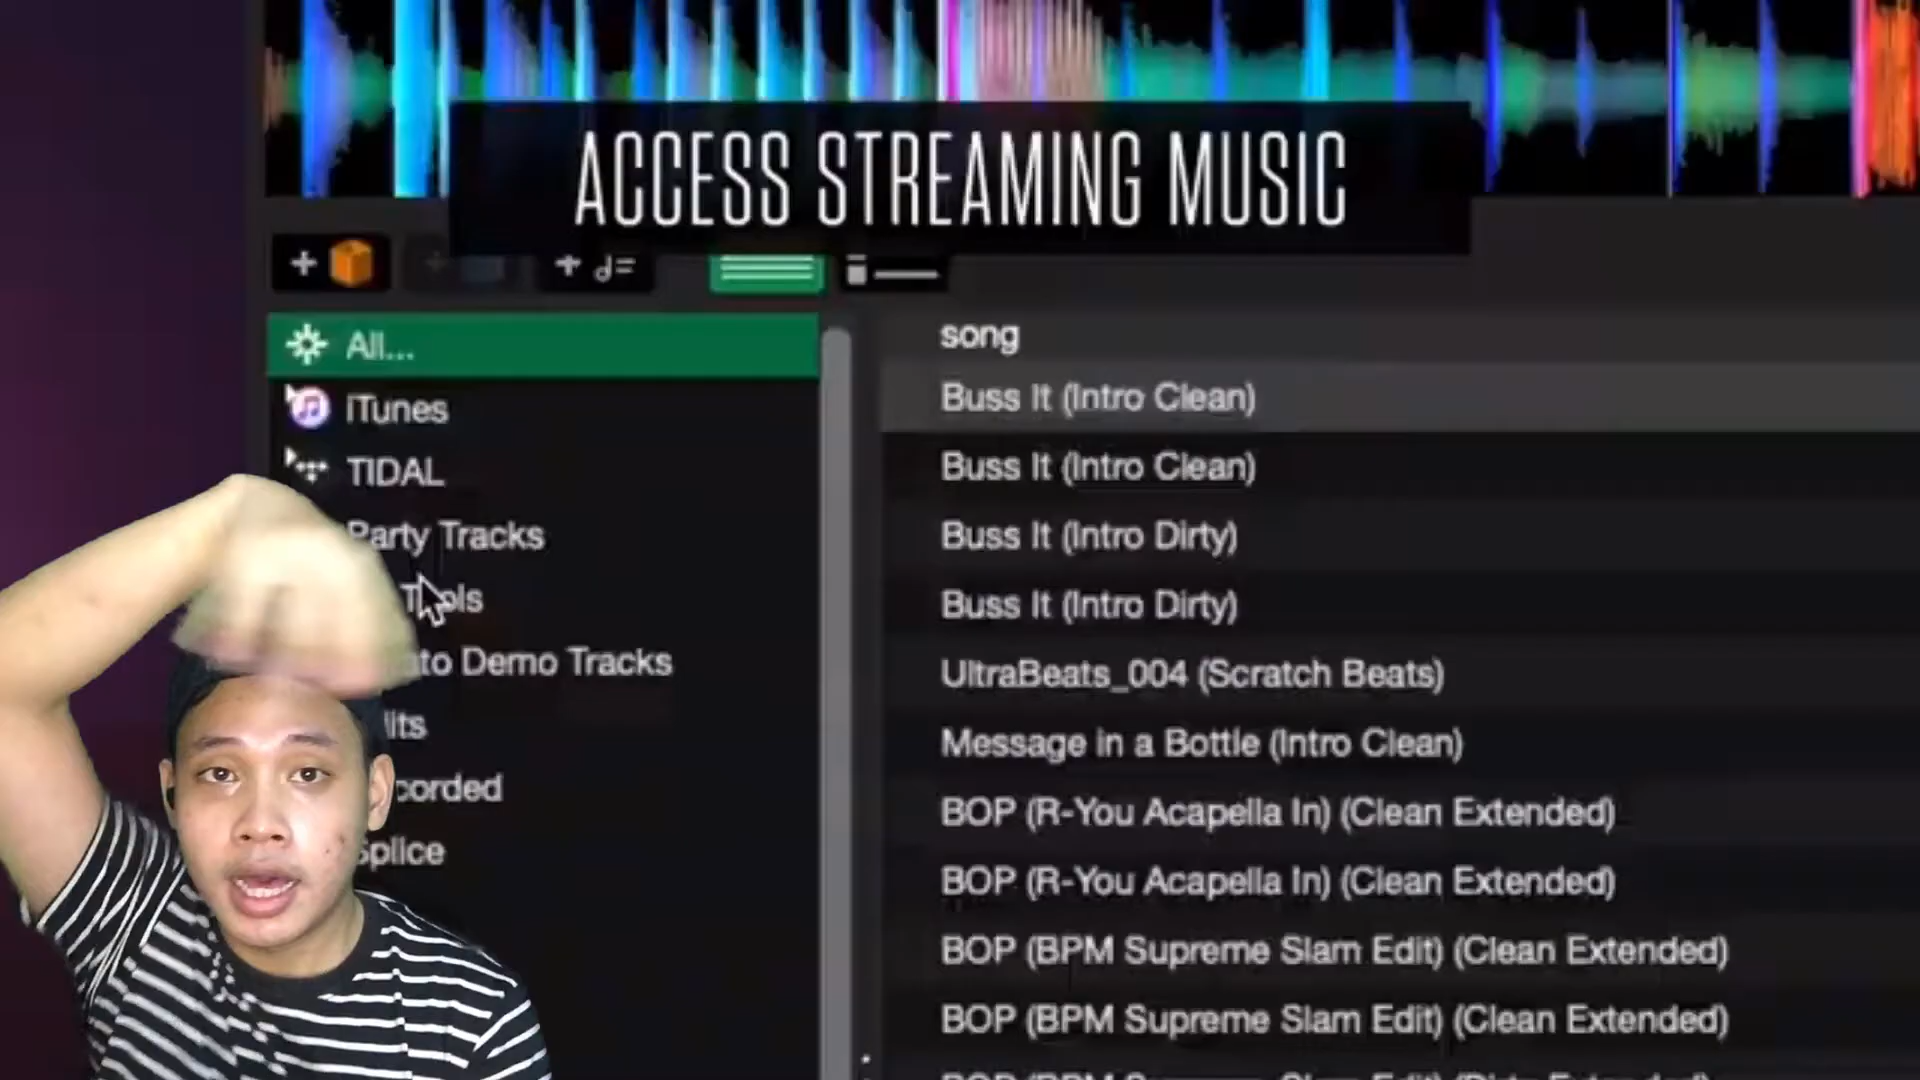 ACCESS STREAMING MUSIC
All...
iTunes
TIDAL
Party Tracks
Demo Tracks
Splice
song
Buss It (Intro Clean)
Buss It (Intro Clean)
Buss It (Intro Dirty)
Buss It (Intro Dirty)
UltraBeats_004 (Scratch Beats)
Message in a Bottle (Intro Clean)
BOP (R-You Acapella In) (Clean Extended)
BOP (R-You Acapella In) (Clean Extended)
BOP (BPM Supreme Slam Edit) (Clean Extended)
BOP (BPM Supreme Slam Edit) (Clean Extended)